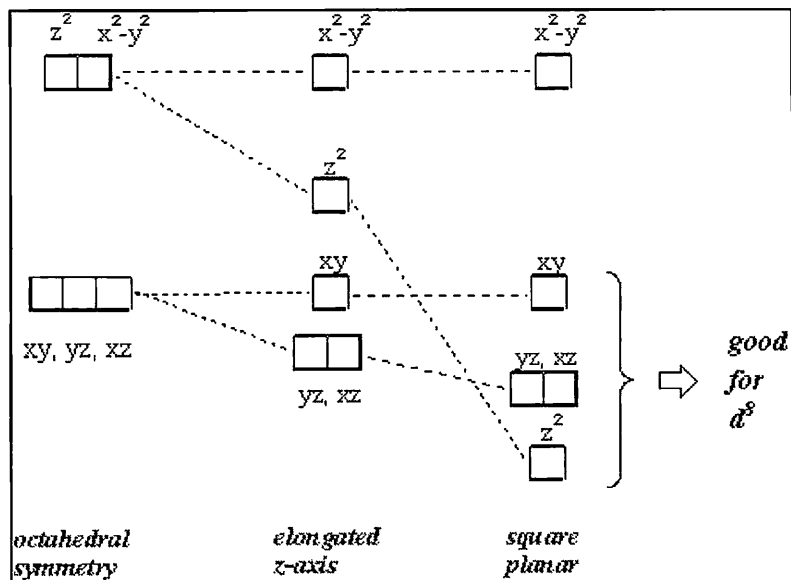 z² x²-y² x²-y² x²-y²
z²
xy xy
xy, yz, xz
yz, xz
yz, xz
z²
good
for
d⁸
octahedral
symmetry
elongated
z-axis
square
planar